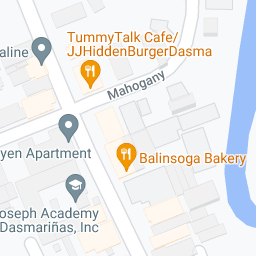 TummyTalk Cafe/
JJHiddenBurgerDasma
aline
Mahogany
yen Apartment
Balinsoga Bakery
oseph Academy
Dasmariñas, Inc